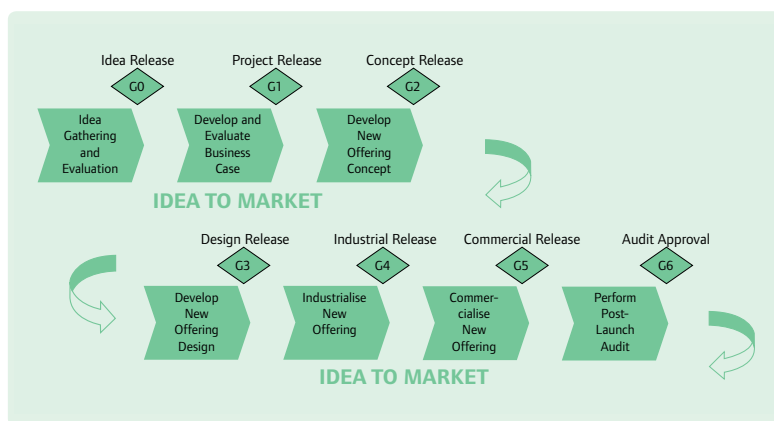 Idea Release
Project Release
Concept Release
G0
G1
G2
Idea
Gathering
and
Evaluation
Develop and
Evaluate
Business
Case
Develop
New
Offering
Concept
IDEA TO MARKET
Design Release
Industrial Release
Commercial Release
Audit Approval
G3
G4
G5
G6
Develop
New
Offering
Design
Industrialise
New
Offering
Commer-
cialise
New
Offering
Perform
Post-
Launch
Audit
IDEA TO MARKET